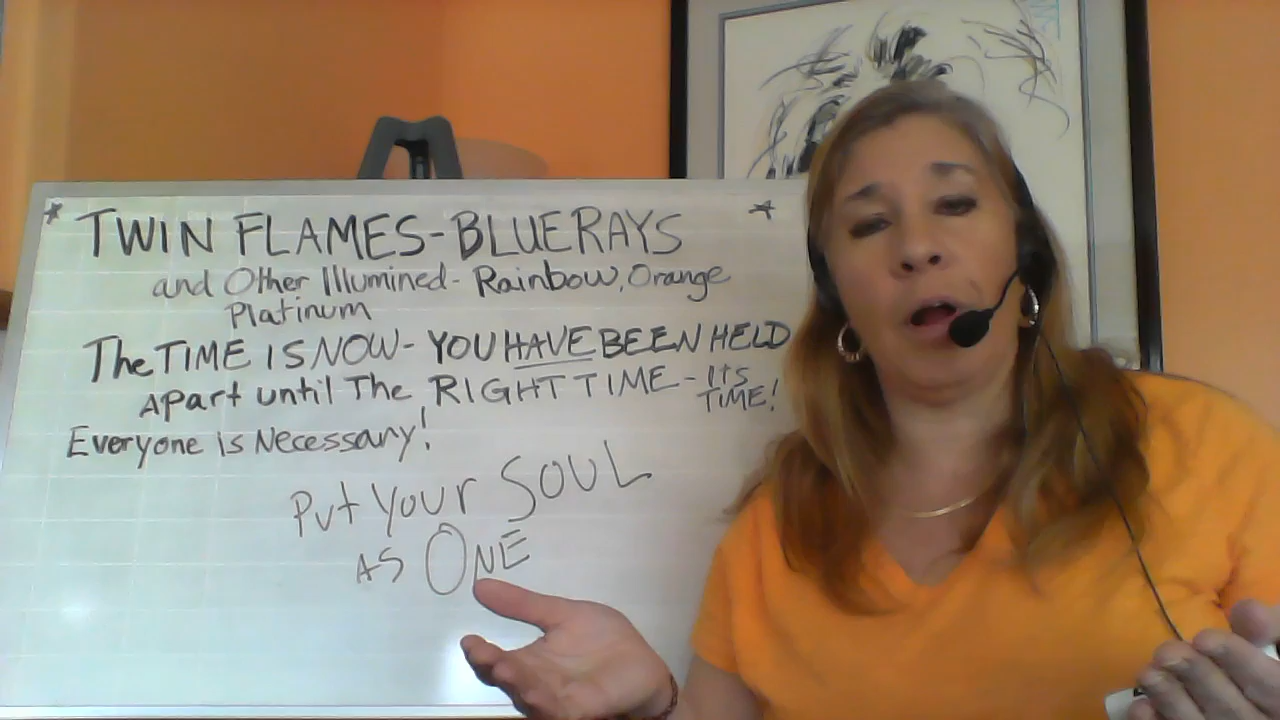 * TWIN FLAMES-BLUERAYS *
and Other Illumined - Rainbow, Orange
Platinum
The TIME IS NOW - YOU HAVE BEEN HELD
Apart until The RIGHT TIME - ITS
TIME!
Everyone is Necessary!
Put Your SOUL
AS ONE